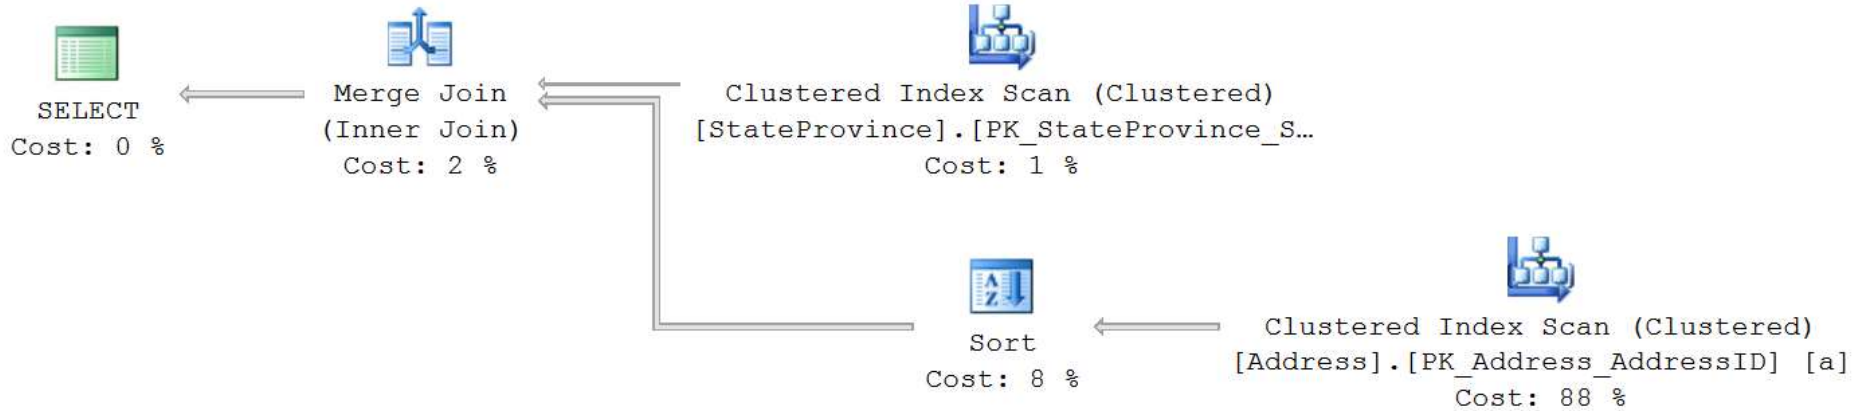 SELECT
Cost: 0 %
Merge Join
(Inner Join)
Cost: 2 %
Clustered Index Scan (Clustered)
[StateProvince].[PK_StateProvince_S…
Cost: 1 %
A
Z
Sort
Cost: 8 %
Clustered Index Scan (Clustered)
[Address].[PK_Address_AddressID] [a]
Cost: 88 %